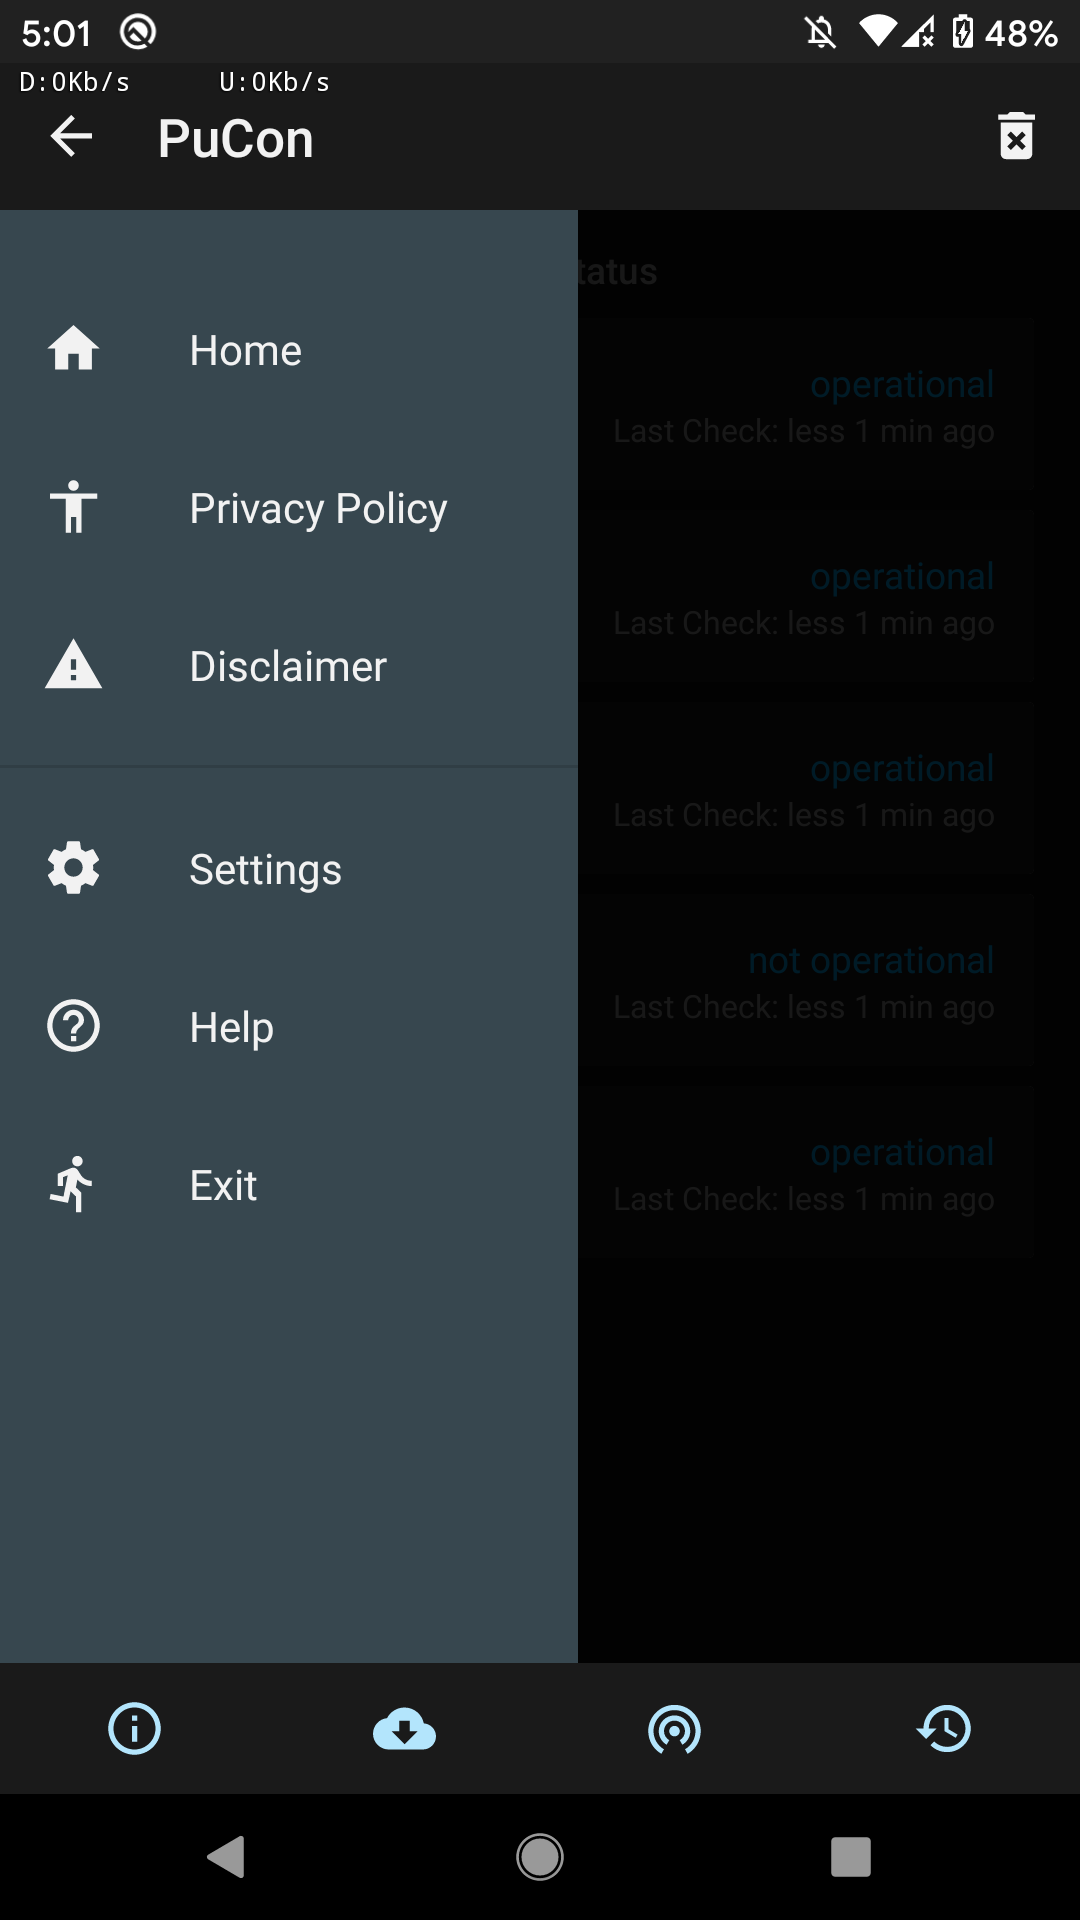 5:01
48%
D:0Kb/s U:0Kb/s
PuCon
tatus
Home
operational
Last Check: less 1 min ago
Privacy Policy
operational
Last Check: less 1 min ago
Disclaimer
operational
Last Check: less 1 min ago
Settings
not operational
Last Check: less 1 min ago
Help
operational
Last Check: less 1 min ago
Exit